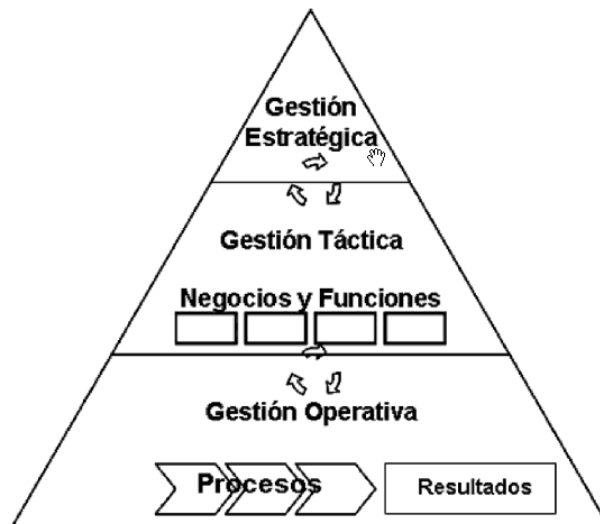 Gestión
Estratégica
Gestión Táctica
Negocios y Funciones
Gestión Operativa
Procesos
Resultados